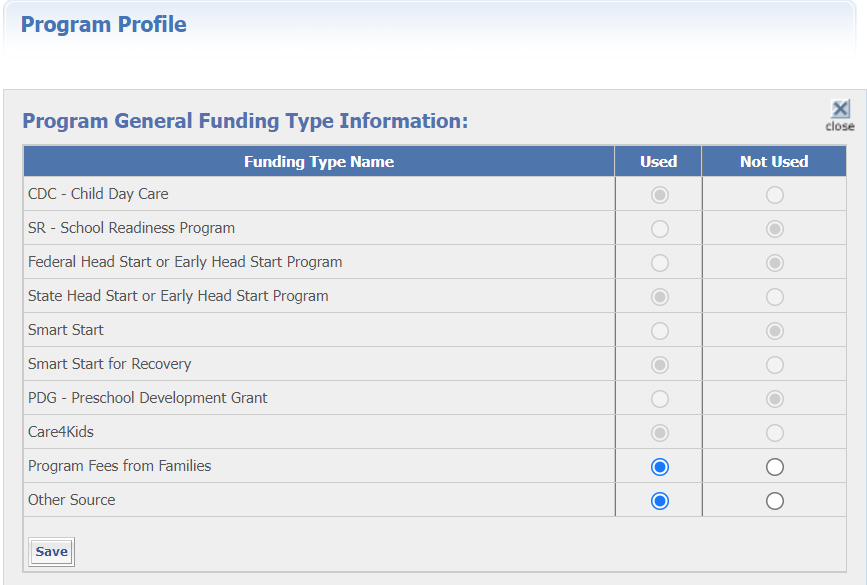 Program Profile
Program General Funding Type Information:
close
Funding Type Name Used Not Used
CDC - Child Day Care
SR - School Readiness Program
Federal Head Start or Early Head Start Program
State Head Start or Early Head Start Program
Smart Start
Smart Start for Recovery
PDG - Preschool Development Grant
Care4Kids
Program Fees from Families
Other Source
Save